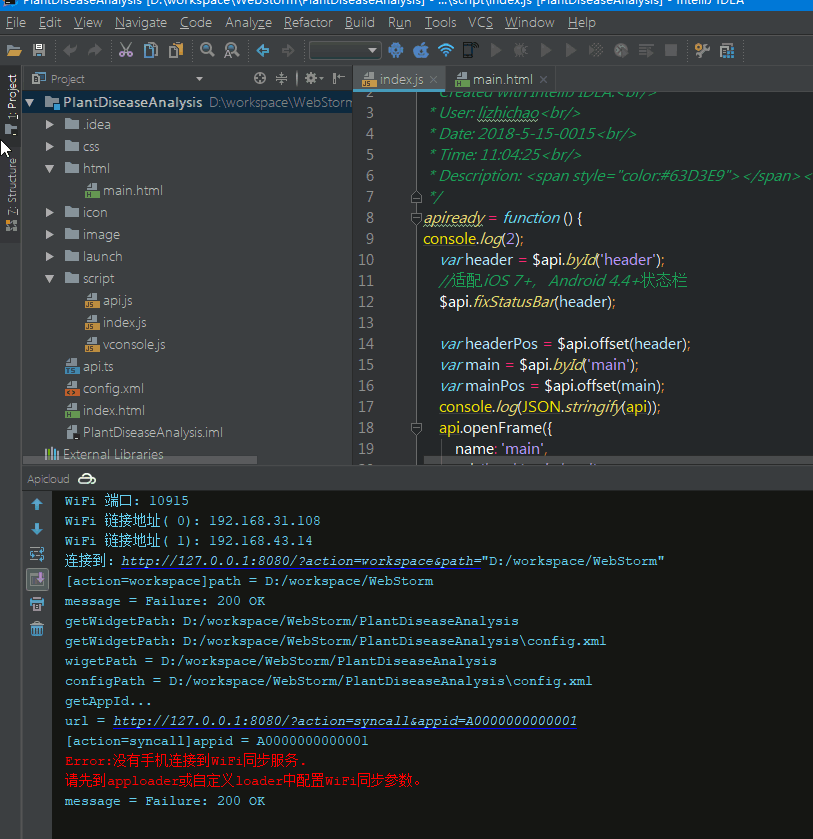 PlantDiseaseAnalysis [D:\workspace\WebStorm\PlantDiseaseAnalysis] - ...\script\index.js [PlantDiseaseAnalysis] - IntelliJ IDEA
File Edit View Navigate Code Analyze Refactor Build Run Tools VCS Window Help
1: Project
7: Structure
Project
PlantDiseaseAnalysis D:\workspace\WebStorm
.idea
css
html
main.html
icon
image
launch
script
api.js
index.js
vconsole.js
api.ts
config.xml
index.html
PlantDiseaseAnalysis.iml
External Libraries
index.js main.html
2 * Created with IntelliJ IDEA.<br/>
3 * User: lizhichao<br/>
4 * Date: 2018-5-15-0015<br/>
5 * Time: 11:04:25<br/>
6 * Description: <span style="color:#63D3E9"></span><
7 */
8 apiready = function () {
9 console.log(2);
10 var header = $api.byId('header');
11 //适配iOS 7+，Android 4.4+状态栏
12 $api.fixStatusBar(header);
13
14 var headerPos = $api.offset(header);
15 var main = $api.byId('main');
16 var mainPos = $api.offset(main);
17 console.log(JSON.stringify(api));
18 api.openFrame({
19 name: 'main',
Apicloud
WiFi 端口: 10915
WiFi 链接地址( 0): 192.168.31.108
WiFi 链接地址( 1): 192.168.43.14
连接到: http://127.0.0.1:8080/?action=workspace&path="D:/workspace/WebStorm"
[action=workspace]path = D:/workspace/WebStorm
message = Failure: 200 OK
getWidgetPath: D:/workspace/WebStorm/PlantDiseaseAnalysis
getWidgetPath: D:/workspace/WebStorm/PlantDiseaseAnalysis\config.xml
wigetPath = D:/workspace/WebStorm/PlantDiseaseAnalysis
configPath = D:/workspace/WebStorm/PlantDiseaseAnalysis\config.xml
getAppId...
url = http://127.0.0.1:8080/?action=syncall&appid=A0000000000001
[action=syncall]appid = A0000000000001
Error:没有手机连接到WiFi同步服务.
请先到apploader或自定义loader中配置WiFi同步参数。
message = Failure: 200 OK